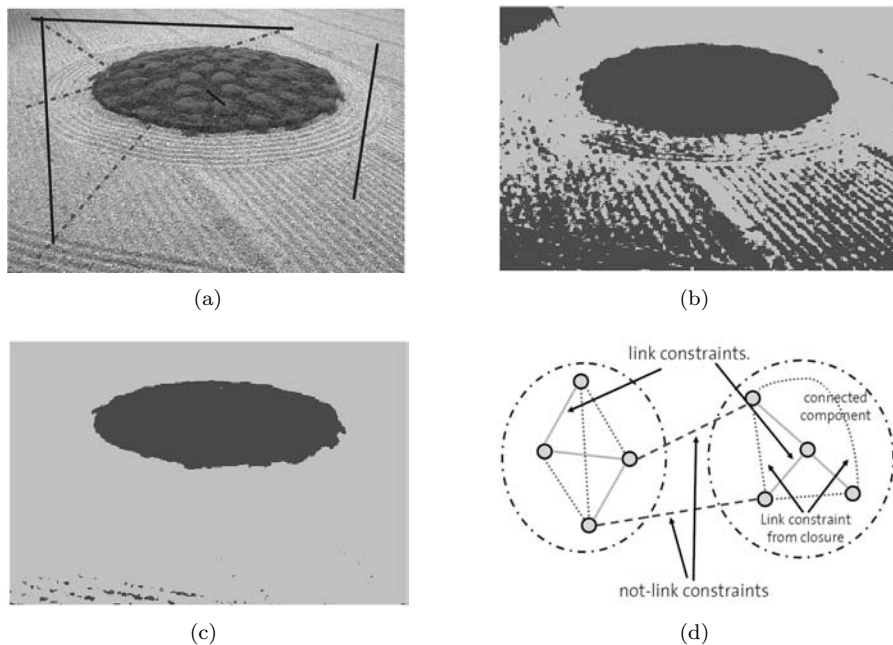 (a)
(b)
link constraints.
connected
component
Link constraint
from closure
not-link constraints
(c)
(d)